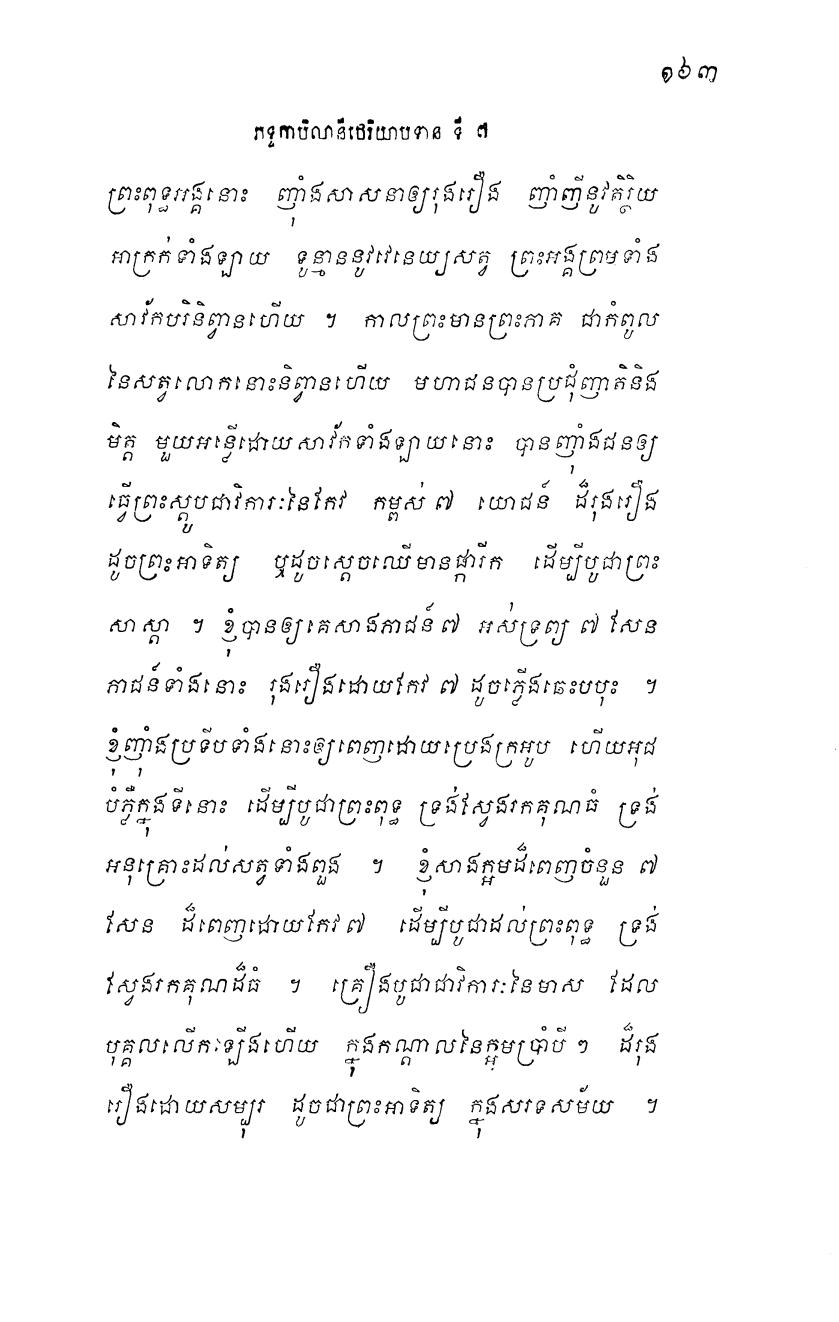 ១៦៣
ភទ្ទកាបិលានីថេរិយាបទាន ទី ៧
ព្រះពុទ្ធអង្គនោះ ញ៉ាំងសាសនាឲ្យរុងរឿង ញាំញីនូវតិរ្ថិយ
អាក្រក់ទាំងឡាយ ទូន្មាននូវវេនេយ្យសត្វ ព្រះអង្គព្រមទាំង
សាវ័កបរិនិព្វានហើយ ។ កាលព្រះមានព្រះភាគ ជាកំពូល
នៃសត្វលោកនោះនិព្វានហើយ មហាជនបានប្រជុំញាតិនិង
មិត្ត មួយអន្លើដោយសាវ័កទាំងឡាយនោះ បានញ៉ាំងជនឲ្យ
ធ្វើព្រះស្តូបជាវិការៈនៃកែវ កម្ពស់ ៧ យោជន៍ ដ៏រុងរឿង
ដូចព្រះអាទិត្យ ឬដូចស្តេចឈើមានផ្ការីក ដើម្បីបូជាព្រះ
សាស្តា ។ ខ្ញុំបានឲ្យគេសាងភាជន៍ ៧ អស់ទ្រព្យ ៧ សែន
ភាជន៍ទាំងនោះ រុងរឿងដោយកែវ ៧ ដូចភ្លើងឆេះបបុះ ។
ខ្ញុំញ៉ាំងប្រទីបទាំងនោះឲ្យពេញដោយប្រេងក្រអូប ហើយអុជ
បំភ្លឺក្នុងទីនោះ ដើម្បីបូជាព្រះពុទ្ធ ទ្រង់ស្វែងរកគុណធំ ទ្រង់
អនុគ្រោះដល់សត្វទាំងពួង ។ ខ្ញុំសាងក្អមដ៏ពេញចំនួន ៧
សែន ដ៏ពេញដោយកែវ ៧ ដើម្បីបូជាដល់ព្រះពុទ្ធ ទ្រង់
ស្វែងរកគុណដ៏ធំ ។ គ្រឿងបូជាជាវិការៈនៃមាស ដែល
បុគ្គលលើកឡើងហើយ ក្នុងកណ្តាលនៃក្អមប្រាំបី ៗ ដ៏រុង
រឿងដោយសម្បុរ ដូចជាព្រះអាទិត្យ ក្នុងសរទសម័យ ។